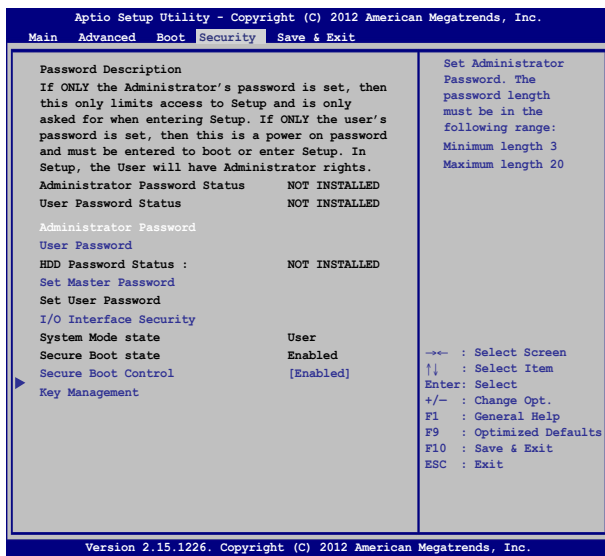 Aptio Setup Utility - Copyright (C) 2012 American Megatrends, Inc.
Main Advanced Boot Security Save & Exit
Password Description
If ONLY the Administrator's password is set, then
this only limits access to Setup and is only
asked for when entering Setup. If ONLY the user's
password is set, then this is a power on password
and must be entered to boot or enter Setup. In
Setup, the User will have Administrator rights.
Administrator Password Status NOT INSTALLED
User Password Status NOT INSTALLED
Administrator Password
User Password
HDD Password Status : NOT INSTALLED
Set Master Password
Set User Password
I/O Interface Security
System Mode state User
Secure Boot state Enabled
Secure Boot Control [Enabled]
Key Management
Set Administrator
Password. The
password length
must be in the
following range:
Minimum length 3
Maximum length 20
→← : Select Screen
↑↓ : Select Item
Enter: Select
+/— : Change Opt.
F1 : General Help
F9 : Optimized Defaults
F10 : Save & Exit
ESC : Exit
Version 2.15.1226. Copyright (C) 2012 American Megatrends, Inc.